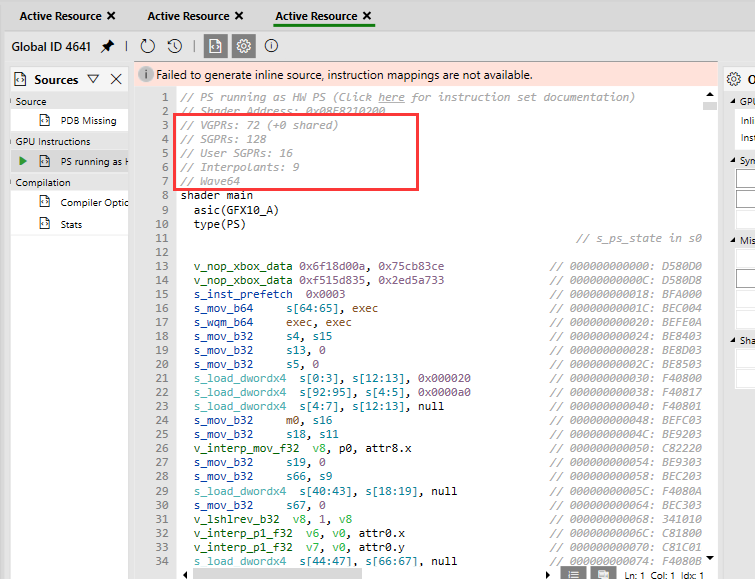 Active Resource
Active Resource
Active Resource
Global ID 4641
Sources
Source
PDB Missing
GPU Instructions
PS running as H
Compilation
Compiler Optio
Stats
Failed to generate inline source, instruction mappings are not available.
1 // PS running as HW PS (Click here for instruction set documentation)
2 // Shader Address: 0x08F8210200
3 // VGPRs: 72 (+0 shared)
4 // SGPRs: 128
5 // User SGPRs: 16
6 // Interpolants: 9
7 // Wave64
8 shader main
9 asic(GFX10_A)
10 type(PS)
11 // s_ps_state in s0
12
13 v_nop_xbox_data 0x6f18d00a, 0x75cb83ce // 000000000000: D580D0
14 v_nop_xbox_data 0xf515d835, 0x2ed5a733 // 00000000000C: D580D8
15 s_inst_prefetch 0x0003 // 000000000018: BFA000
16 s_mov_b64 s[64:65], exec // 00000000001C: BEC004
17 s_wqm_b64 exec, exec // 000000000020: BEFE0A
18 s_mov_b32 s4, s15 // 000000000024: BE8403
19 s_mov_b32 s13, 0 // 000000000028: BE8D03
20 s_mov_b32 s5, 0 // 00000000002C: BE8503
21 s_load_dwordx4 s[0:3], s[12:13], 0x000020 // 000000000030: F40800
22 s_load_dwordx4 s[92:95], s[4:5], 0x0000a0 // 000000000038: F40817
23 s_load_dwordx4 s[4:7], s[12:13], null // 000000000040: F40801
24 s_mov_b32 m0, s16 // 000000000048: BEFC03
25 s_mov_b32 s18, s11 // 00000000004C: BE9203
26 v_interp_mov_f32 v8, p0, attr8.x // 000000000050: C82220
27 s_mov_b32 s19, 0 // 000000000054: BE9303
28 s_mov_b32 s66, s9 // 000000000058: BEC203
29 s_load_dwordx4 s[40:43], s[18:19], null // 00000000005C: F4080A
30 s_mov_b32 s67, 0 // 000000000064: BEC303
31 v_lshlrev_b32 v8, 1, v8 // 000000000068: 341010
32 v_interp_p1_f32 v6, v0, attr0.x // 00000000006C: C81800
33 v_interp_p1_f32 v7, v0, attr0.y // 000000000070: C81C01
34 s_load_dwordx4 s[44:47], s[66:67], null // 000000000074: F4080B
Ln: 1 Col: 1 Idx: 1
O
GPU
Inli
Inst
Sym
Mis
Sha